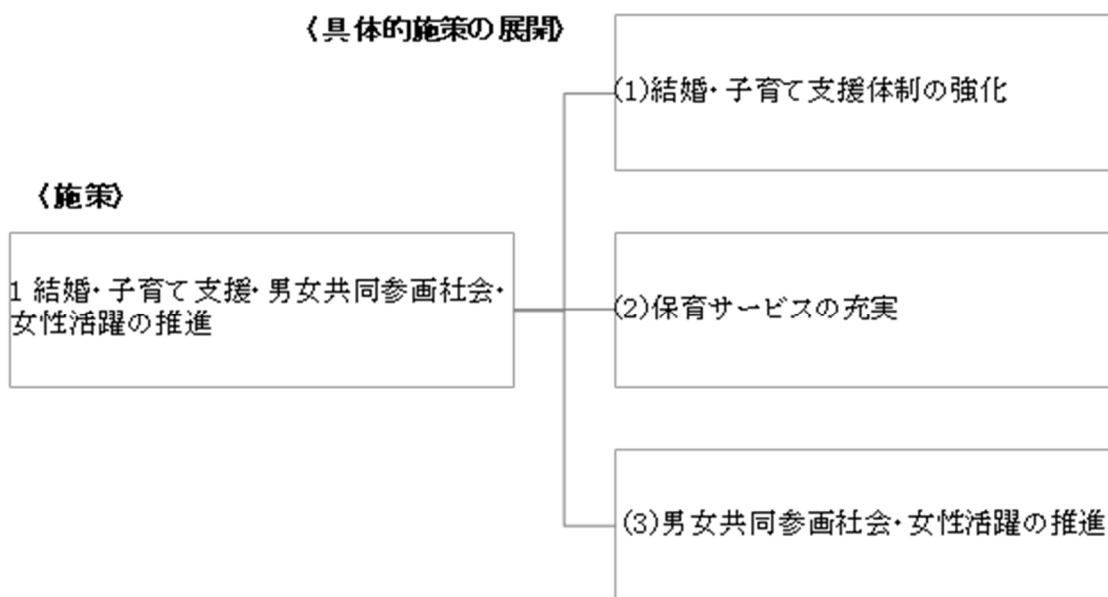 〈具体的施策の展開〉
(1)結婚・子育て支援体制の強化
〈施策〉
1 結婚・子育て支援・男女共同参画社会・
女性活躍の推進
(2)保育サービスの充実
(3)男女共同参画社会・女性活躍の推進